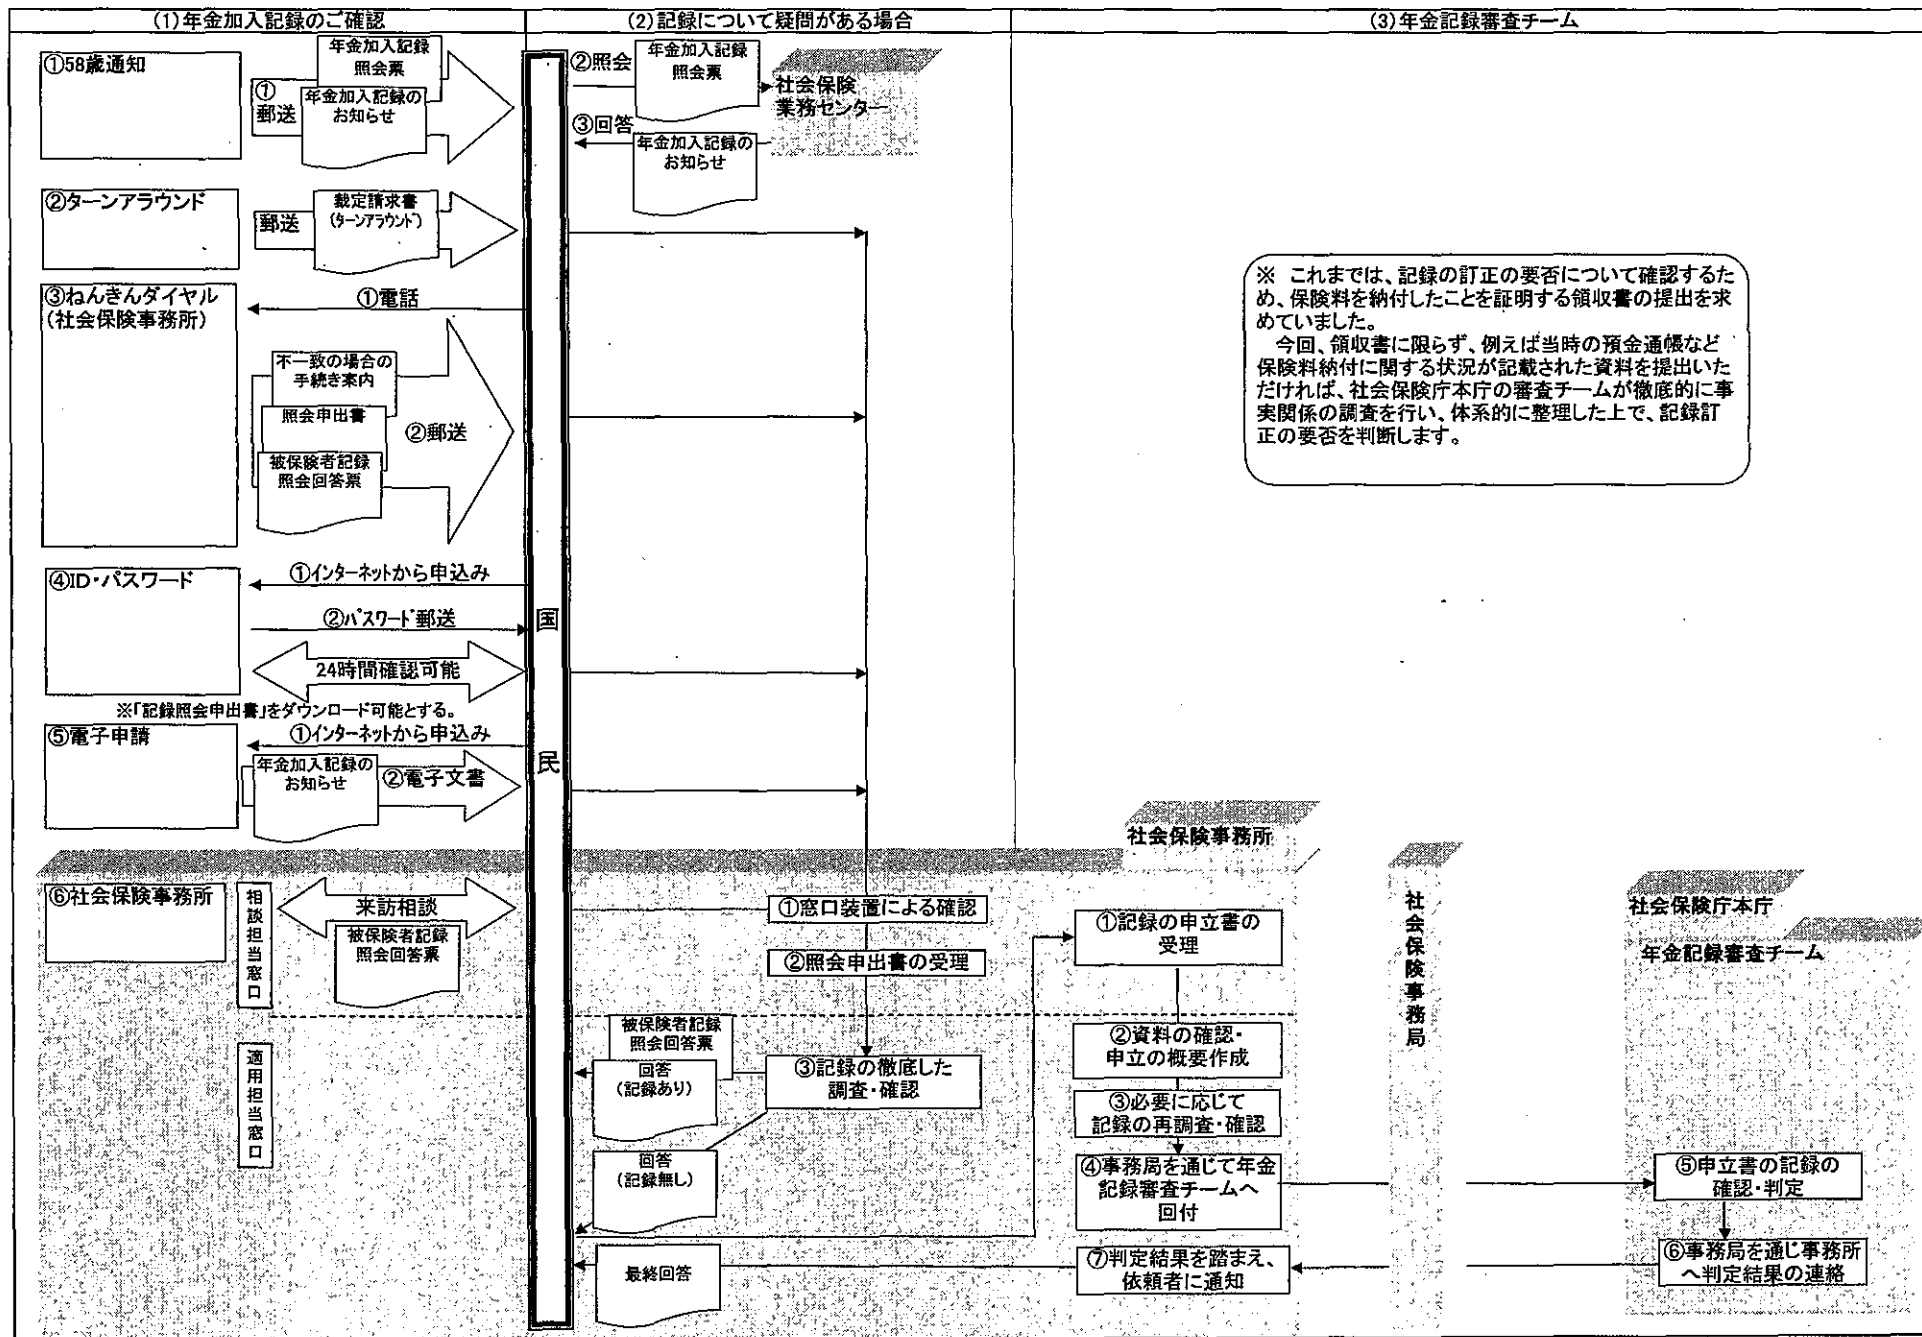 (1)年金加入記録のご確認
(2)記録について疑問がある場合
(3)年金記録審査チーム
①58歳通知
①
郵送
年金加入記録
照会票
年金加入記録の
お知らせ
②照会
年金加入記録
照会票
社会保険
業務センター
③回答
年金加入記録の
お知らせ
②ターンアラウンド
郵送
裁定請求書
(ターンアラウンド)
③ねんきんダイヤル
(社会保険事務所)
①電話
不一致の場合の
手続き案内
照会申出書
②郵送
被保険者記録
照会回答票
※ これまでは、記録の訂正の要否について確認するた
め、保険料を納付したことを証明する領収書の提出を求
めていました。
今回、領収書に限らず、例えば当時の預金通帳など
保険料納付に関する状況が記載された資料を提出いた
だければ、社会保険庁本庁の審査チームが徹底的に事
実関係の調査を行い、体系的に整理した上で、記録訂
正の要否を判断します。
④ID・パスワード
①インターネットから申込み
②パスワード郵送
24時間確認可能
※「記録照会申出書」をダウンロード可能とする。
国
民
⑤電子申請
①インターネットから申込み
年金加入記録の
お知らせ
②電子文書
社会保険事務所
⑥社会保険事務所
相談担当窓口
来訪相談
被保険者記録
照会回答票
適用担当窓口
①窓口装置による確認
②照会申出書の受理
③記録の徹底した
調査・確認
被保険者記録
照会回答票
回答
(記録あり)
回答
(記録無し)
最終回答
①記録の申立書の
受理
②資料の確認・
申立の概要作成
③必要に応じて
記録の再調査・確認
④事務局を通じて年金
記録審査チームへ
回付
⑦判定結果を踏まえ、
依頼者に通知
社会保険事務局
社会保険庁本庁
年金記録審査チーム
⑤申立書の記録の
確認・判定
⑥事務局を通じ事務所
へ判定結果の連絡